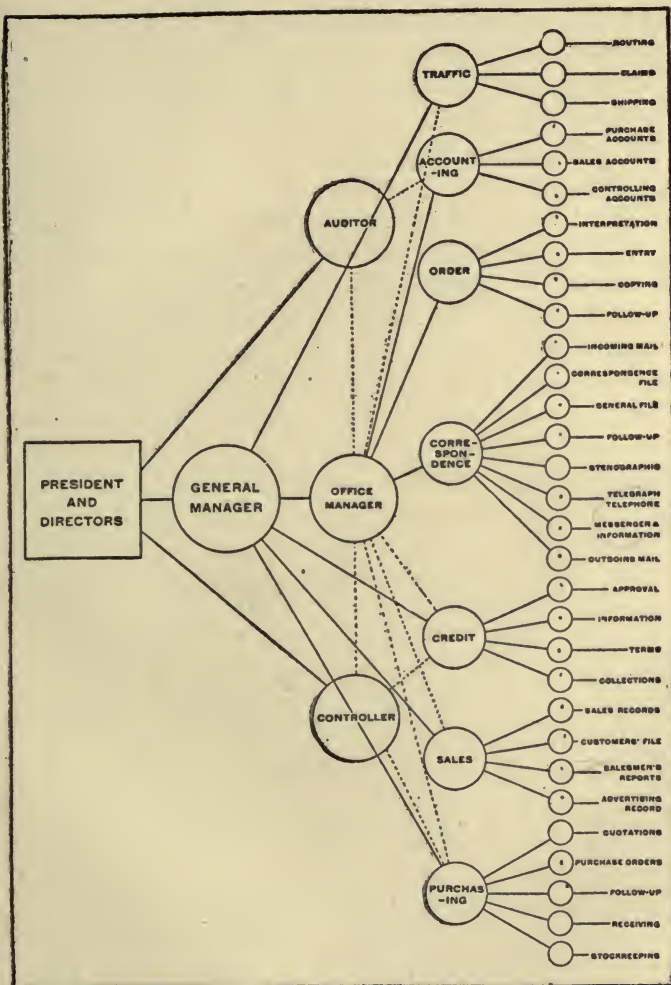 PRESIDENT
AND
DIRECTORS
GENERAL
MANAGER
AUDITOR
OFFICE
MANAGER
CONTROLLER
TRAFFIC
ROUTING
CLAIMS
SHIPPING
ACCOUNT
-ING
PURCHASE
ACCOUNTS
SALES ACCOUNTS
CONTROLLING
ACCOUNTS
ORDER
INTERPRETATION
ENTRY
COPYING
FOLLOW-UP
CORRE-
SPON-
DENCE
INCOMING MAIL
CORRESPONDENCE
FILE
GENERAL FILE
FOLLOW-UP
STENOGRAPHIC
TELEGRAPH
TELEPHONE
MESSENGER &
INFORMATION
OUTGOING MAIL
CREDIT
APPROVAL
INFORMATION
TERMS
COLLECTIONS
SALES
SALES RECORDS
CUSTOMERS' FILE
SALESMEN'S
REPORTS
ADVERTISING
RECORD
PURCHAS
-ING
QUOTATIONS
PURCHASE ORDERS
FOLLOW-UP
RECEIVING
STOCKKEEPING